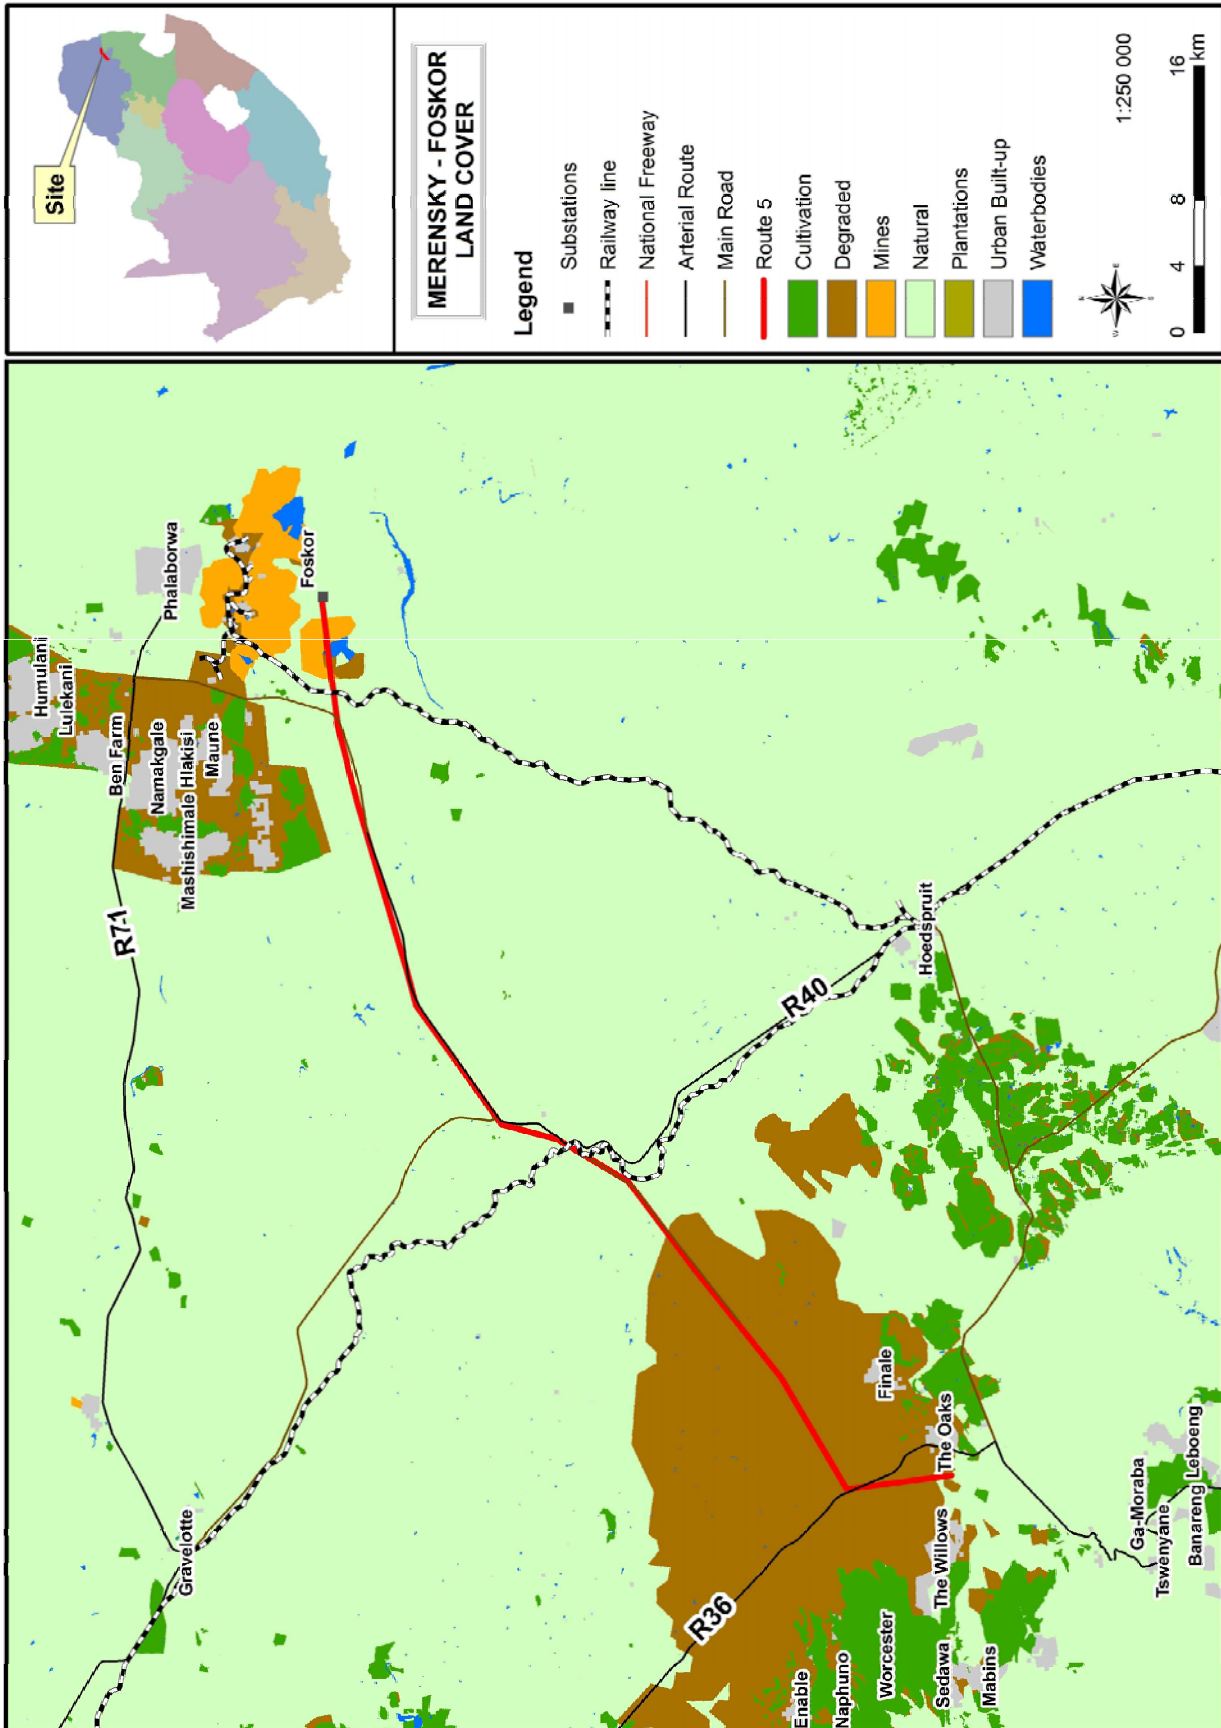 Site
MERENSKY - FOSKOR
LAND COVER
Legend
Substations
Railway line
National Freeway
Arterial Route
Main Road
Route 5
Cultivation
Degraded
Mines
Natural
Plantations
Urban Built-up
Waterbodies
N
E
S
W
1:250 000
0 4 8 16
km
Humulani
Lulekani
Ben Farm
Namakgale
Mashishimale Hlakisi
Maune
Phalaborwa
Foskor
R71
Gravelotte
R40
Hoedspruit
R36
Finale
The Oaks
The Willows
Worcester
Enable
Naphuno
Sedawa
Mabins
Ga-Moraba
Tswenyane
Banareng Leboeng